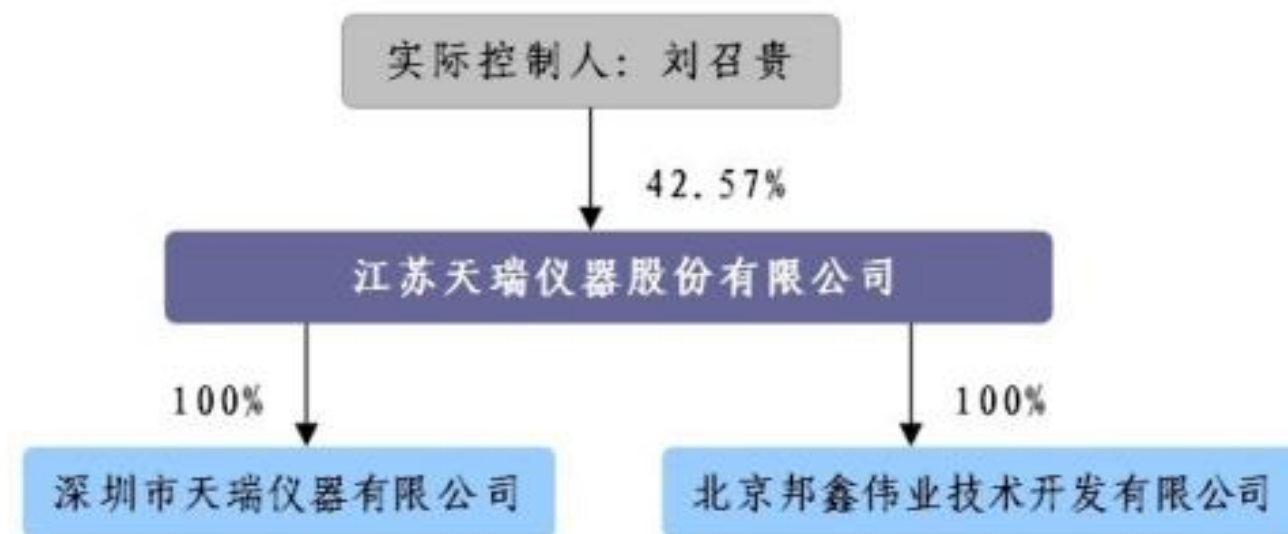 实际控制人：刘召贵
42.57%
江苏天瑞仪器股份有限公司
100%
100%
深圳市天瑞仪器有限公司
北京邦鑫伟业技术开发有限公司